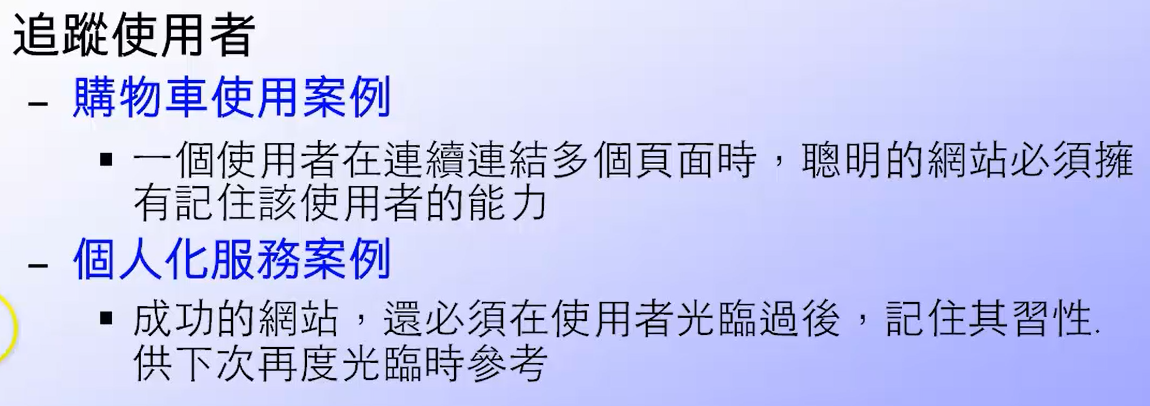 追蹤使用者
– 購物車使用案例
▪ 一個使用者在連續連結多個頁面時，聰明的網站必須擁
有記住該使用者的能力
– 個人化服務案例
▪ 成功的網站，還必須在使用者光臨過後，記住其習性.
供下次再度光臨時參考